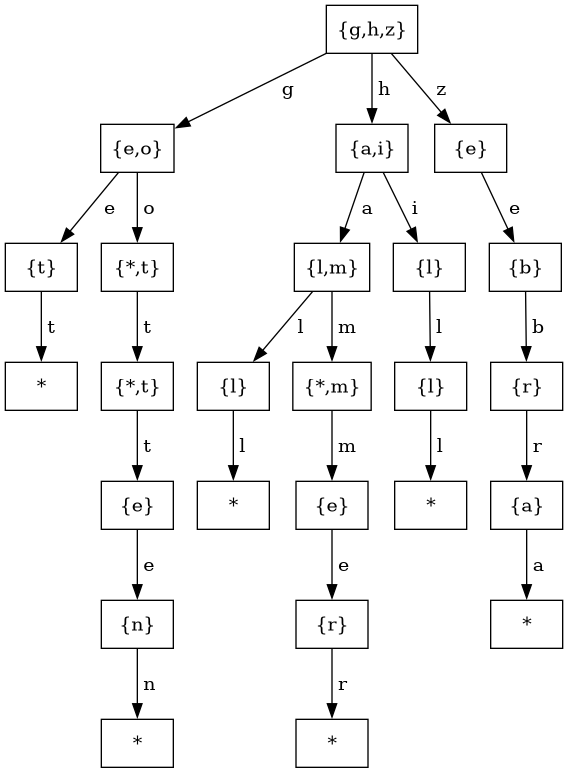 {g,h,z}
g h z
{e,o} {a,i} {e}
e o a i e
{t} {*,t} {l,m} {l} {b}
t t l m l b
* {*,t} {l} {*,m} {l} {r}
t l m l r
{e} * {e} * {a}
e e a
{n} {r} *
n r
* *